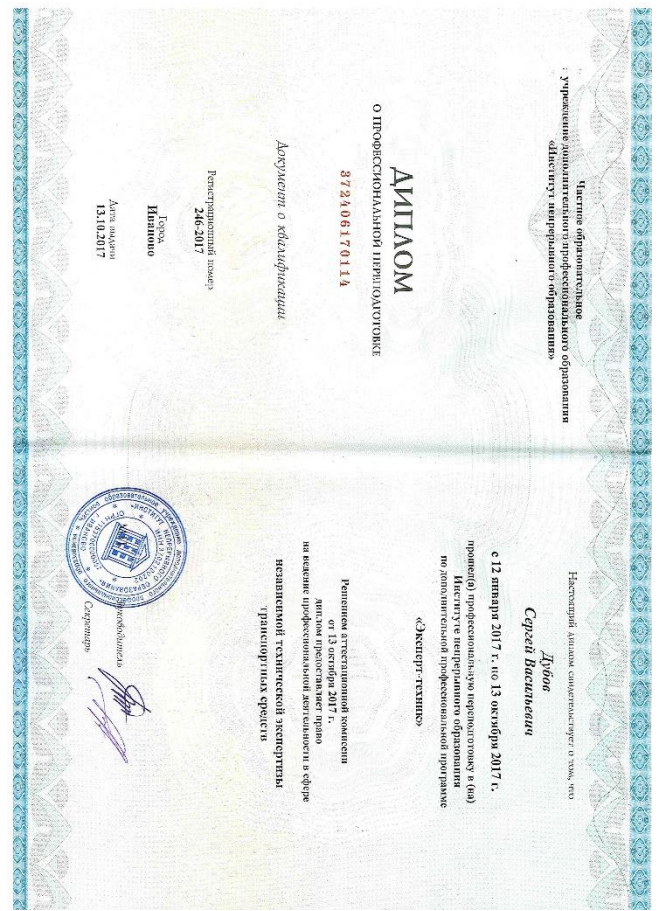 Частное образовательное
учреждение дополнительного профессионального образования
«Институт непрерывного образования»
ДИПЛОМ
О ПРОФЕССИОНАЛЬНОЙ ПЕРЕПОДГОТОВКЕ
372406170114
Документ о квалификации
Регистрационный номер
246-2017
Город
Иваново
Дата выдачи
13.10.2017
Настоящий диплом свидетельствует о том, что
Дубов
Сергей Васильевич
с 12 января 2017 г. по 13 октября 2017 г.
прошел(а) профессиональную переподготовку в (на)
Институте непрерывного образования
по дополнительной профессиональной программе
«Эксперт-техник»
Решением аттестационной комиссии
от 13 октября 2017 г.
диплом предоставляет право
на ведение профессиональной деятельности в сфере
независимой технической экспертизы
транспортных средств
Руководитель
Секретарь